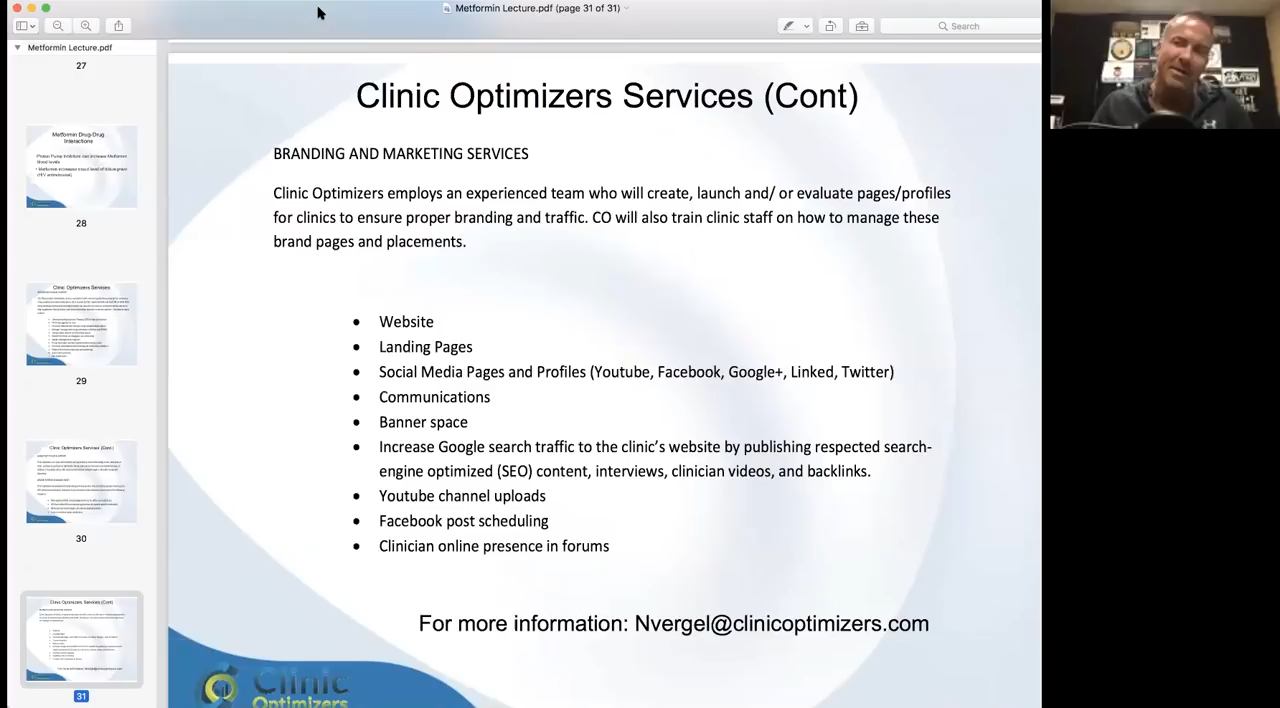 Metformin Lecture.pdf (page 31 of 31)
Search
Metformin Lecture.pdf
27
Metformin Drug-Drug
Interactions
28
Clinic Optimizers Services
29
Clinic Optimizers Services (Cont)
30
Clinic Optimizers Services (Cont)
31
Clinic Optimizers Services (Cont)
BRANDING AND MARKETING SERVICES
Clinic Optimizers employs an experienced team who will create, launch and/ or evaluate pages/profiles
for clinics to ensure proper branding and traffic. CO will also train clinic staff on how to manage these
brand pages and placements.
• Website
• Landing Pages
• Social Media Pages and Profiles (Youtube, Facebook, Google+, Linked, Twitter)
• Communications
• Banner space
• Increase Google search traffic to the clinic's website by generating respected search-
engine optimized (SEO) content, interviews, clinician videos, and backlinks.
• Youtube channel uploads
• Facebook post scheduling
• Clinician online presence in forums
For more information: Nvergel@clinicoptimizers.com
Clinic
Optimizers